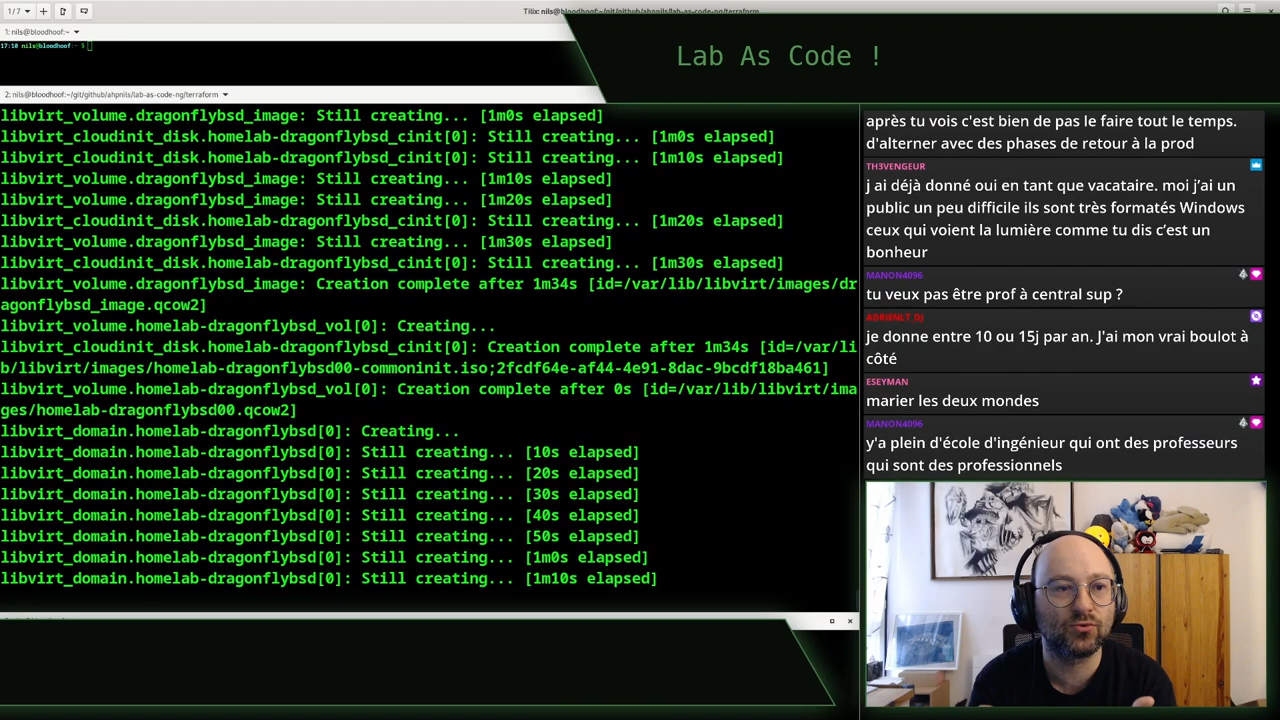 1/7
Tilix: nils@bloodhoof:~/git/github/ahpnils/lab-as-code-ng/terraform
1: nils@bloodhoof:~
17:10 nils@bloodhoof:~ $
Lab As Code !
2: nils@bloodhoof:~/git/github/ahpnils/lab-as-code-ng/terraform
libvirt_volume.dragonflybsd_image: Still creating... [1m0s elapsed]
libvirt_cloudinit_disk.homelab-dragonflybsd_cinit[0]: Still creating... [1m0s elapsed]
libvirt_cloudinit_disk.homelab-dragonflybsd_cinit[0]: Still creating... [1m10s elapsed]
libvirt_volume.dragonflybsd_image: Still creating... [1m10s elapsed]
libvirt_volume.dragonflybsd_image: Still creating... [1m20s elapsed]
libvirt_cloudinit_disk.homelab-dragonflybsd_cinit[0]: Still creating... [1m20s elapsed]
libvirt_volume.dragonflybsd_image: Still creating... [1m30s elapsed]
libvirt_cloudinit_disk.homelab-dragonflybsd_cinit[0]: Still creating... [1m30s elapsed]
libvirt_volume.dragonflybsd_image: Creation complete after 1m34s [id=/var/lib/libvirt/images/dr
agonflybsd_image.qcow2]
libvirt_volume.homelab-dragonflybsd_vol[0]: Creating...
libvirt_cloudinit_disk.homelab-dragonflybsd_cinit[0]: Creation complete after 1m34s [id=/var/li
b/libvirt/images/homelab-dragonflybsd00-commoninit.iso;2fcdf64e-af44-4e91-8dac-9bcdf18ba461]
libvirt_volume.homelab-dragonflybsd_vol[0]: Creation complete after 0s [id=/var/lib/libvirt/ima
ges/homelab-dragonflybsd00.qcow2]
libvirt_domain.homelab-dragonflybsd[0]: Creating...
libvirt_domain.homelab-dragonflybsd[0]: Still creating... [10s elapsed]
libvirt_domain.homelab-dragonflybsd[0]: Still creating... [20s elapsed]
libvirt_domain.homelab-dragonflybsd[0]: Still creating... [30s elapsed]
libvirt_domain.homelab-dragonflybsd[0]: Still creating... [40s elapsed]
libvirt_domain.homelab-dragonflybsd[0]: Still creating... [50s elapsed]
libvirt_domain.homelab-dragonflybsd[0]: Still creating... [1m0s elapsed]
libvirt_domain.homelab-dragonflybsd[0]: Still creating... [1m10s elapsed]
après tu vois c'est bien de pas le faire tout le temps.
d'alterner avec des phases de retour à la prod
TH3VENGEUR
j ai déjà donné oui en tant que vacataire. moi j’ai un
public un peu difficile ils sont très formatés Windows
ceux qui voient la lumière comme tu dis c’est un
bonheur
MANON4096
tu veux pas être prof à central sup ?
ADRIENLT_DJ
je donne entre 10 ou 15j par an. J'ai mon vrai boulot à
côté
ESEYMAN
marier les deux mondes
MANON4096
y'a plein d'école d'ingénieur qui ont des professeurs
qui sont des professionnels